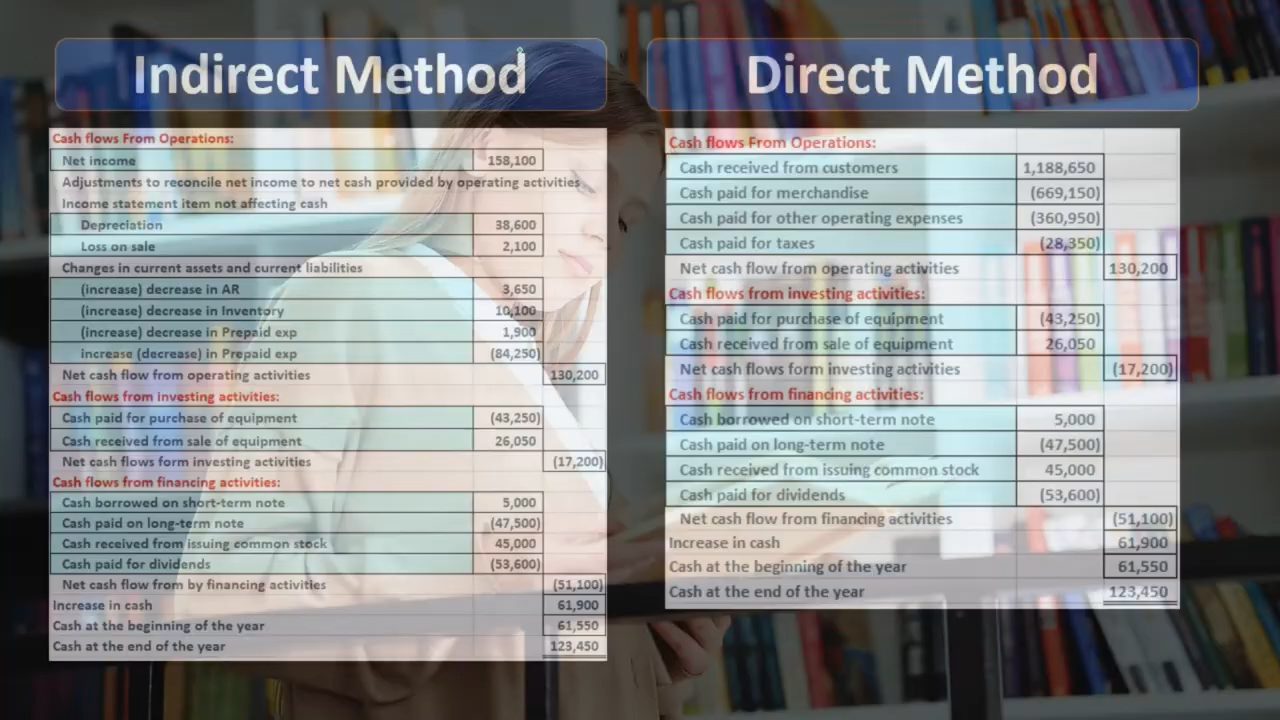 Indirect Method
Cash flows From Operations:
Net income 158,100
Adjustments to reconcile net income to net cash provided by operating activities
Income statement item not affecting cash
Depreciation 38,600
Loss on sale 2,100
Changes in current assets and current liabilities
(increase) decrease in AR 3,650
(increase) decrease in Inventory 10,100
(increase) decrease in Prepaid exp 1,900
increase (decrease) in Prepaid exp (84,250)
Net cash flow from operating activities 130,200
Cash flows from investing activities:
Cash paid for purchase of equipment (43,250)
Cash received from sale of equipment 26,050
Net cash flows form investing activities (17,200)
Cash flows from financing activities:
Cash borrowed on short-term note 5,000
Cash paid on long-term note (47,500)
Cash received from issuing common stock 45,000
Cash paid for dividends (53,600)
Net cash flow from by financing activities (51,100)
Increase in cash 61,900
Cash at the beginning of the year 61,550
Cash at the end of the year 123,450
Direct Method
Cash flows From Operations:
Cash received from customers 1,188,650
Cash paid for merchandise (669,150)
Cash paid for other operating expenses (360,950)
Cash paid for taxes (28,350)
Net cash flow from operating activities 130,200
Cash flows from investing activities:
Cash paid for purchase of equipment (43,250)
Cash received from sale of equipment 26,050
Net cash flows form investing activities (17,200)
Cash flows from financing activities:
Cash borrowed on short-term note 5,000
Cash paid on long-term note (47,500)
Cash received from issuing common stock 45,000
Cash paid for dividends (53,600)
Net cash flow from financing activities (51,100)
Increase in cash 61,900
Cash at the beginning of the year 61,550
Cash at the end of the year 123,450